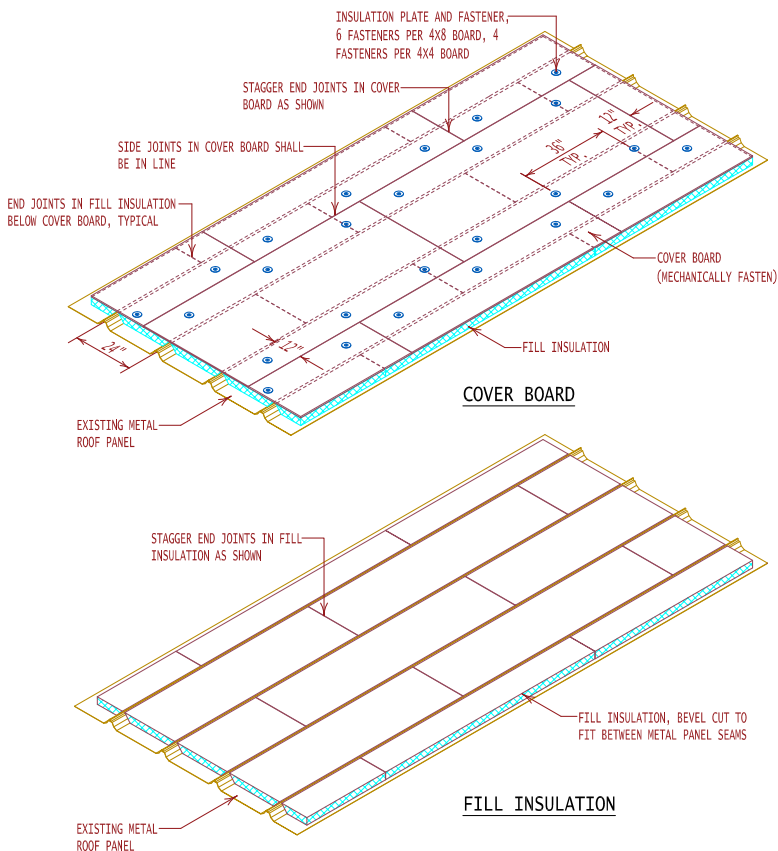 INSULATION PLATE AND FASTENER,
6 FASTENERS PER 4X8 BOARD, 4
FASTENERS PER 4X4 BOARD
STAGGER END JOINTS IN COVER
BOARD AS SHOWN
SIDE JOINTS IN COVER BOARD SHALL
BE IN LINE
END JOINTS IN FILL INSULATION
BELOW COVER BOARD, TYPICAL
12"
TYP.
36"
TYP.
COVER BOARD
(MECHANICALLY FASTEN)
24"
12"
FILL INSULATION
COVER BOARD
EXISTING METAL
ROOF PANEL
STAGGER END JOINTS IN FILL
INSULATION AS SHOWN
FILL INSULATION, BEVEL CUT TO
FIT BETWEEN METAL PANEL SEAMS
FILL INSULATION
EXISTING METAL
ROOF PANEL